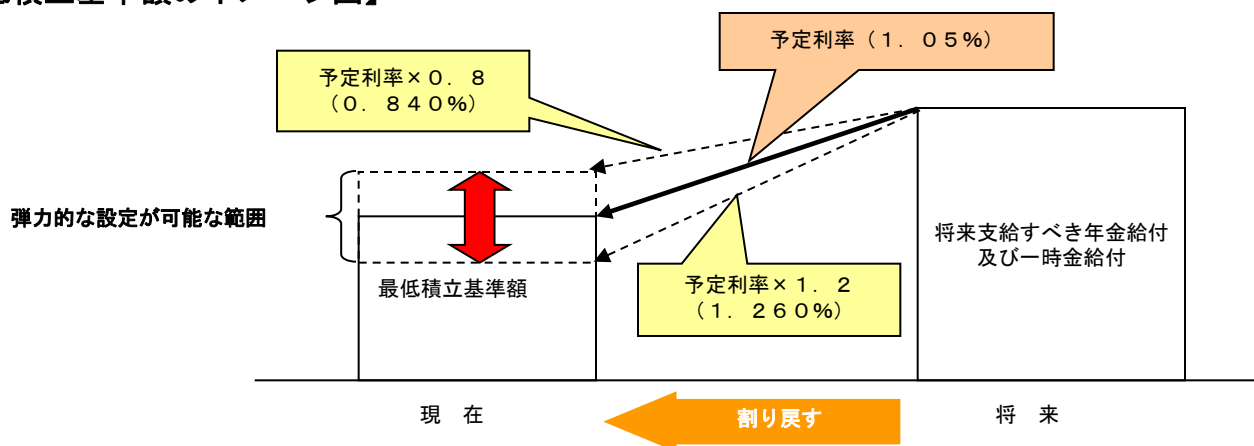 積立基準額のイメージ図】
予定利率（１．０５％）
予定利率×０．８
（０．８４０％）
弾力的な設定が可能な範囲
将来支給すべき年金給付
及び一時金給付
最低積立基準額
予定利率×１．２
（１．２６０％）
現　在
割り戻す
将　来